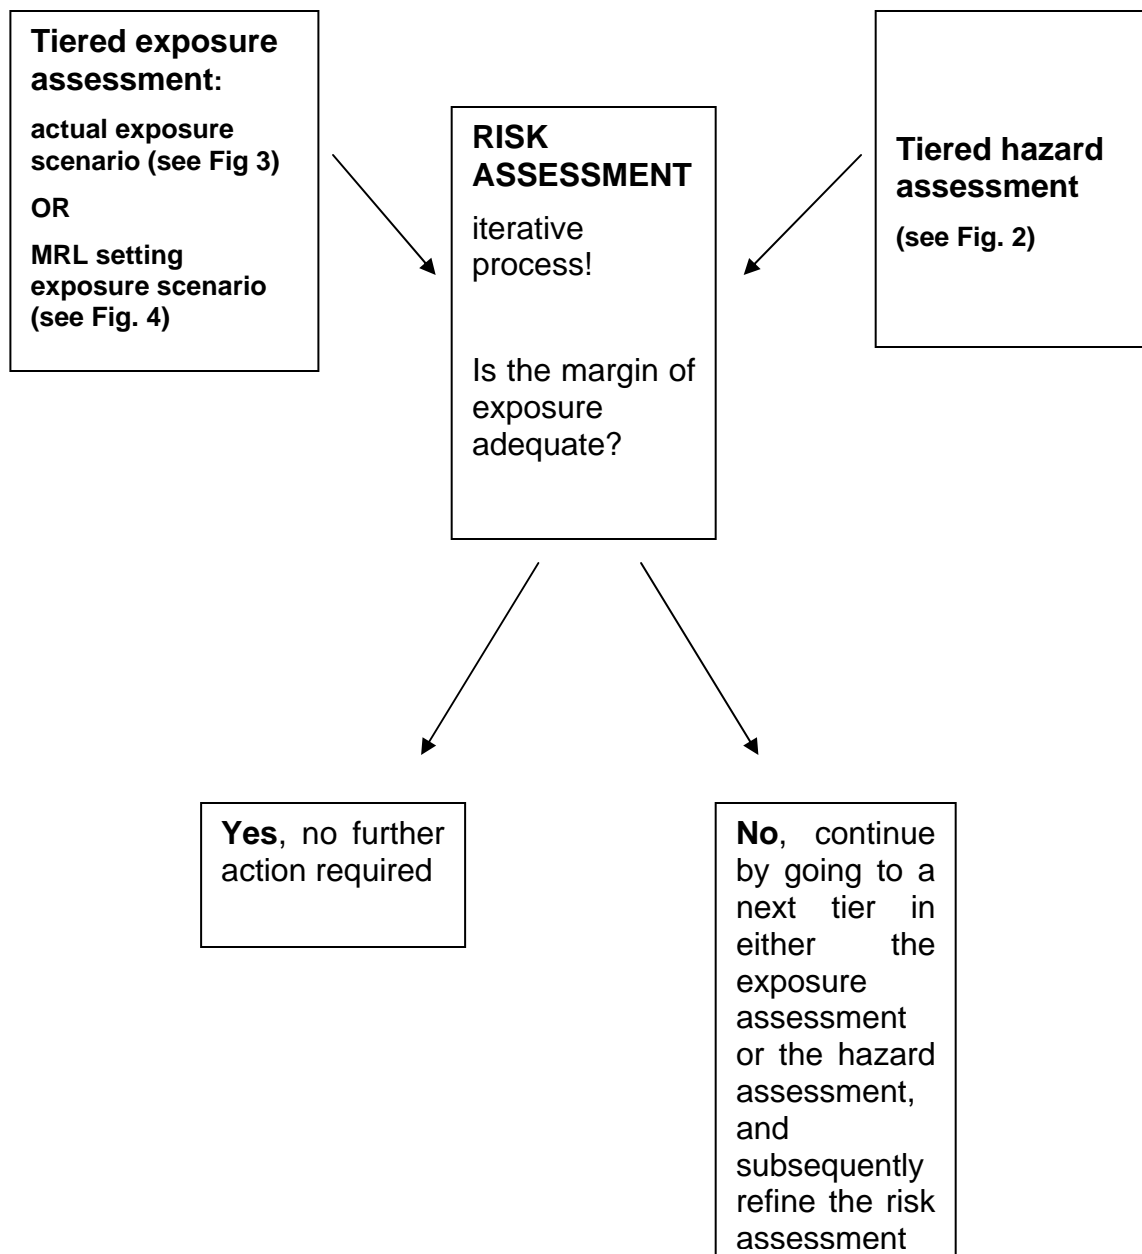 Tiered exposure
assessment:
actual exposure
scenario (see Fig 3)
OR
MRL setting
exposure scenario
(see Fig. 4)
RISK
ASSESSMENT
iterative
process!
Is the margin of
exposure
adequate?
Tiered hazard
assessment
(see Fig. 2)
Yes, no further
action required
No, continue
by going to a
next tier in
either the
exposure
assessment
or the hazard
assessment,
and
subsequently
refine the risk
assessment